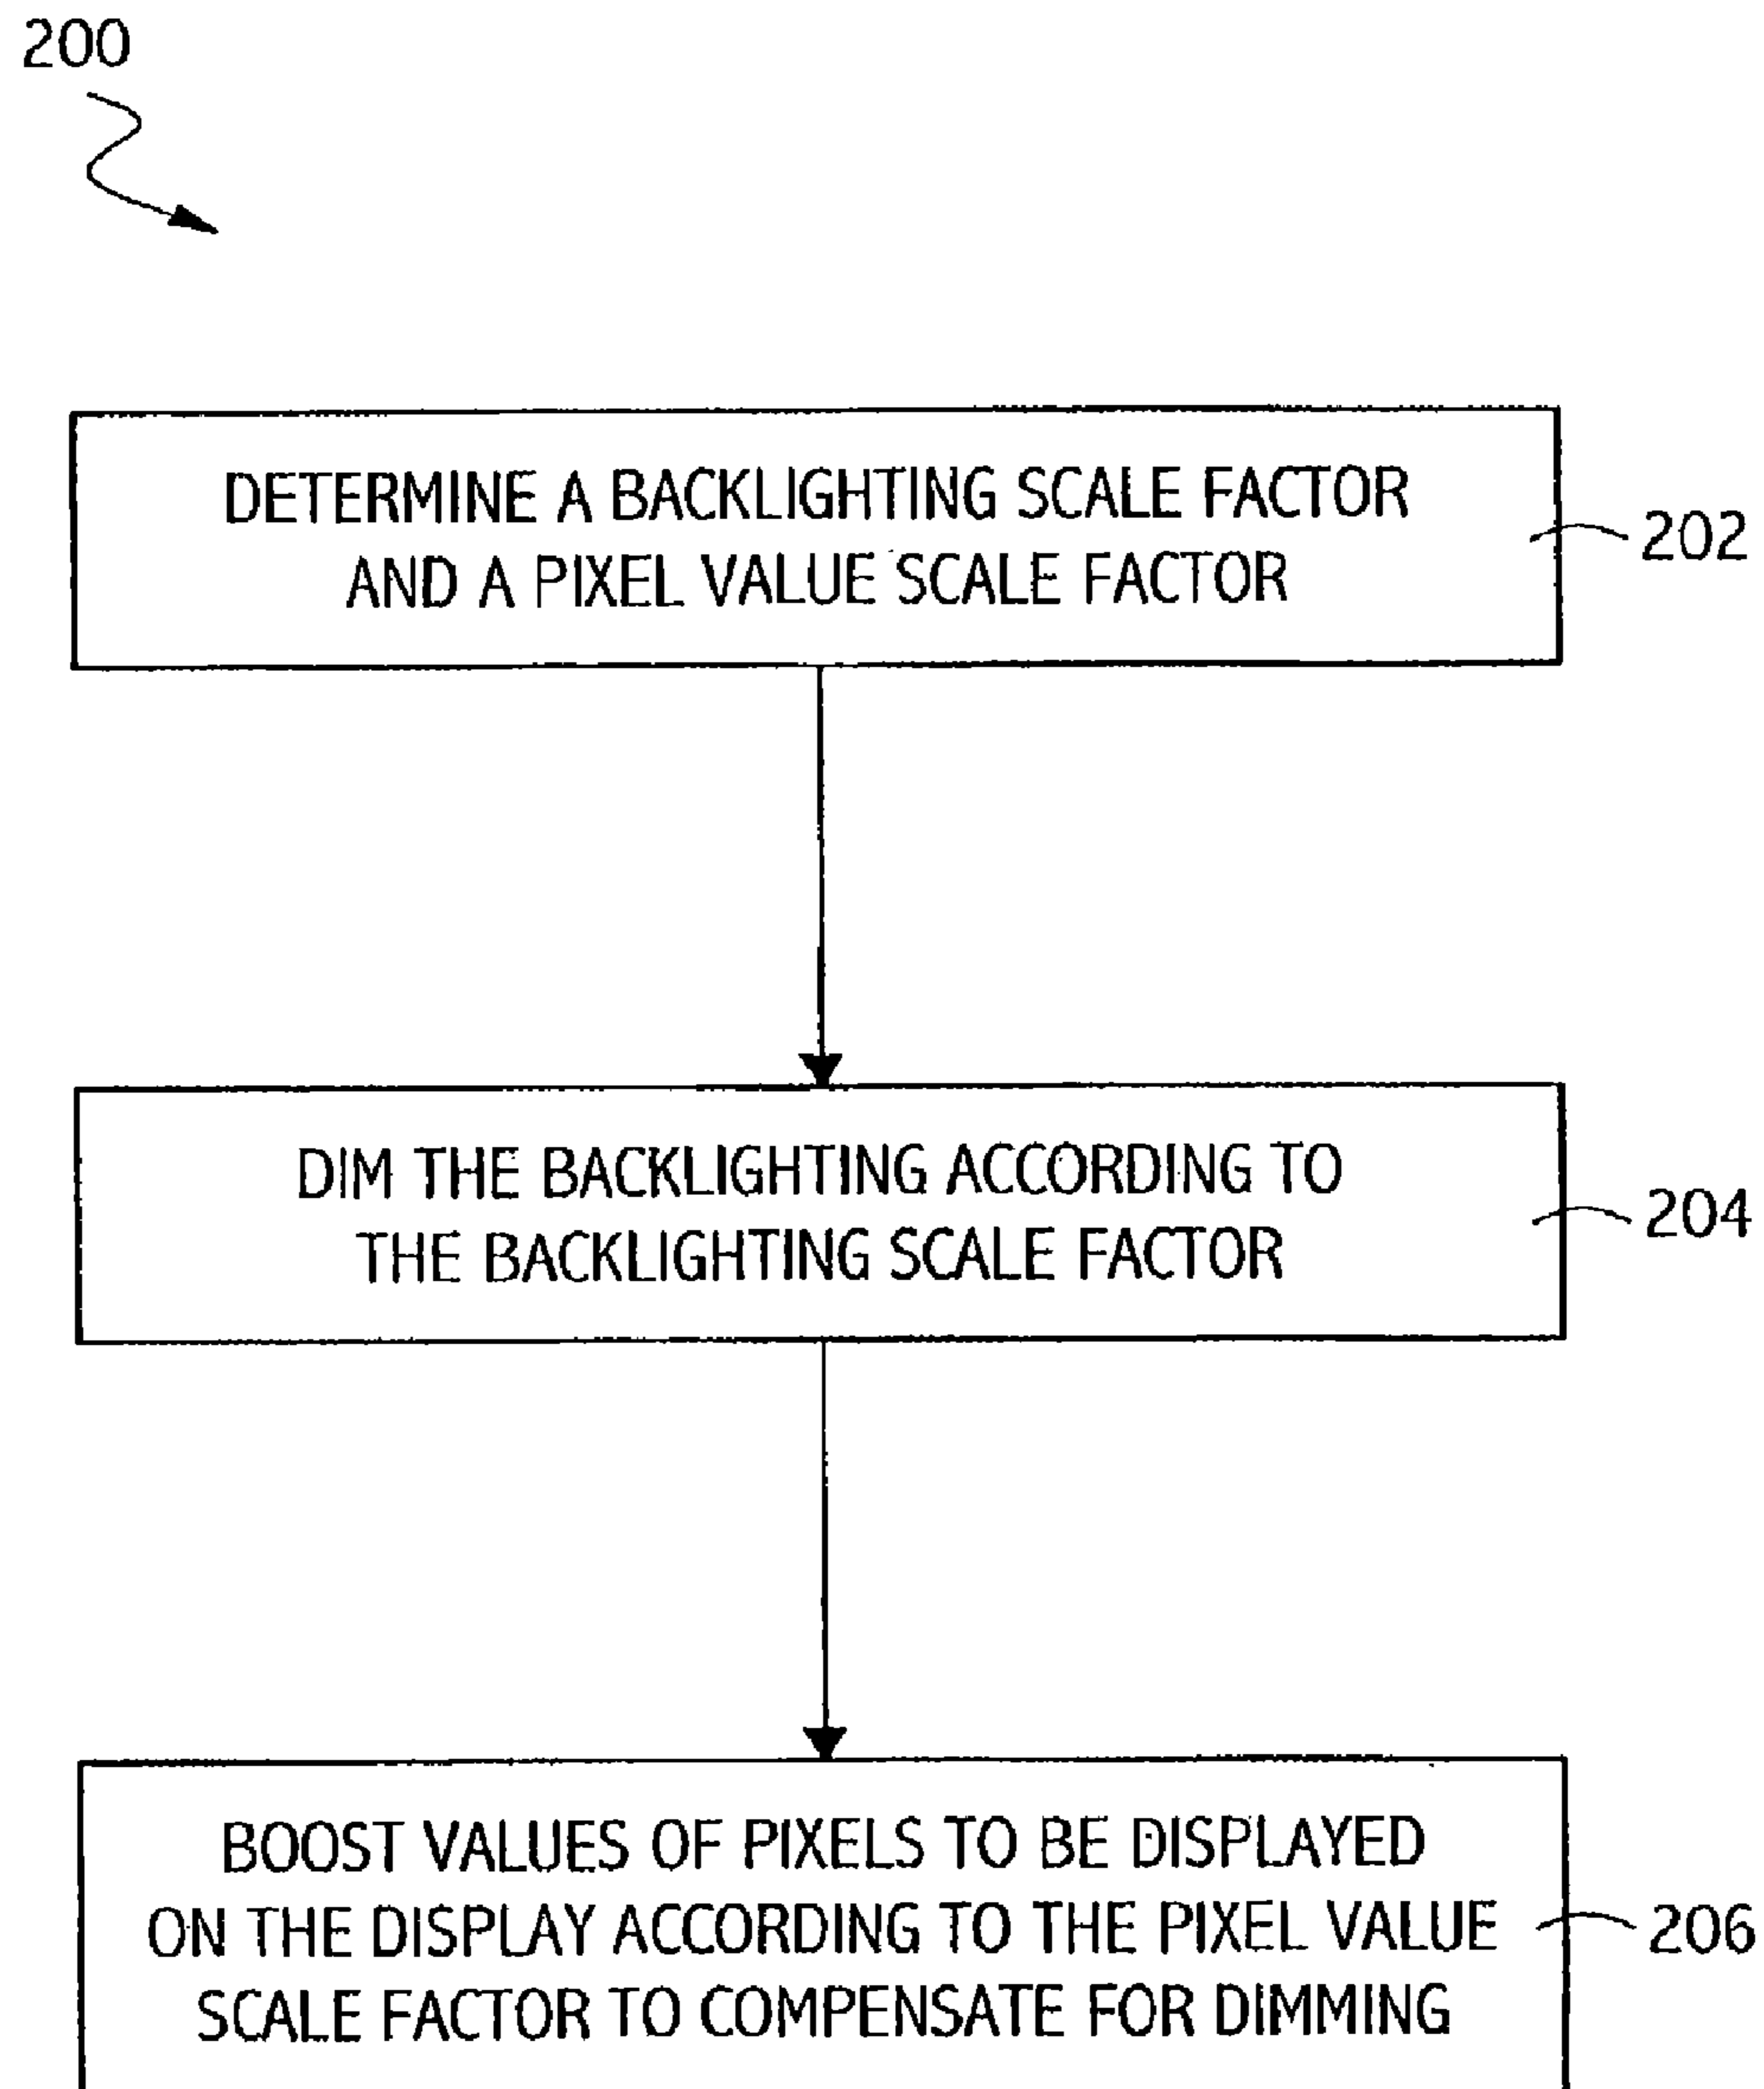 200
DETERMINE A BACKLIGHTING SCALE FACTOR
AND A PIXEL VALUE SCALE FACTOR
202
DIM THE BACKLIGHTING ACCORDING TO
THE BACKLIGHTING SCALE FACTOR
204
BOOST VALUES OF PIXELS TO BE DISPLAYED
ON THE DISPLAY ACCORDING TO THE PIXEL VALUE
SCALE FACTOR TO COMPENSATE FOR DIMMING
206